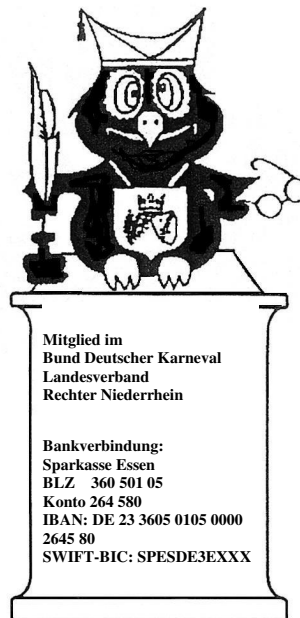 Mitglied im
Bund Deutscher Karneval
Landesverband
Rechter Niederrhein
Bankverbindung:
Sparkasse Essen
BLZ 360 501 05
Konto 264 580
IBAN: DE 23 3605 0105 0000
2645 80
SWIFT-BIC: SPESDE3EXXX